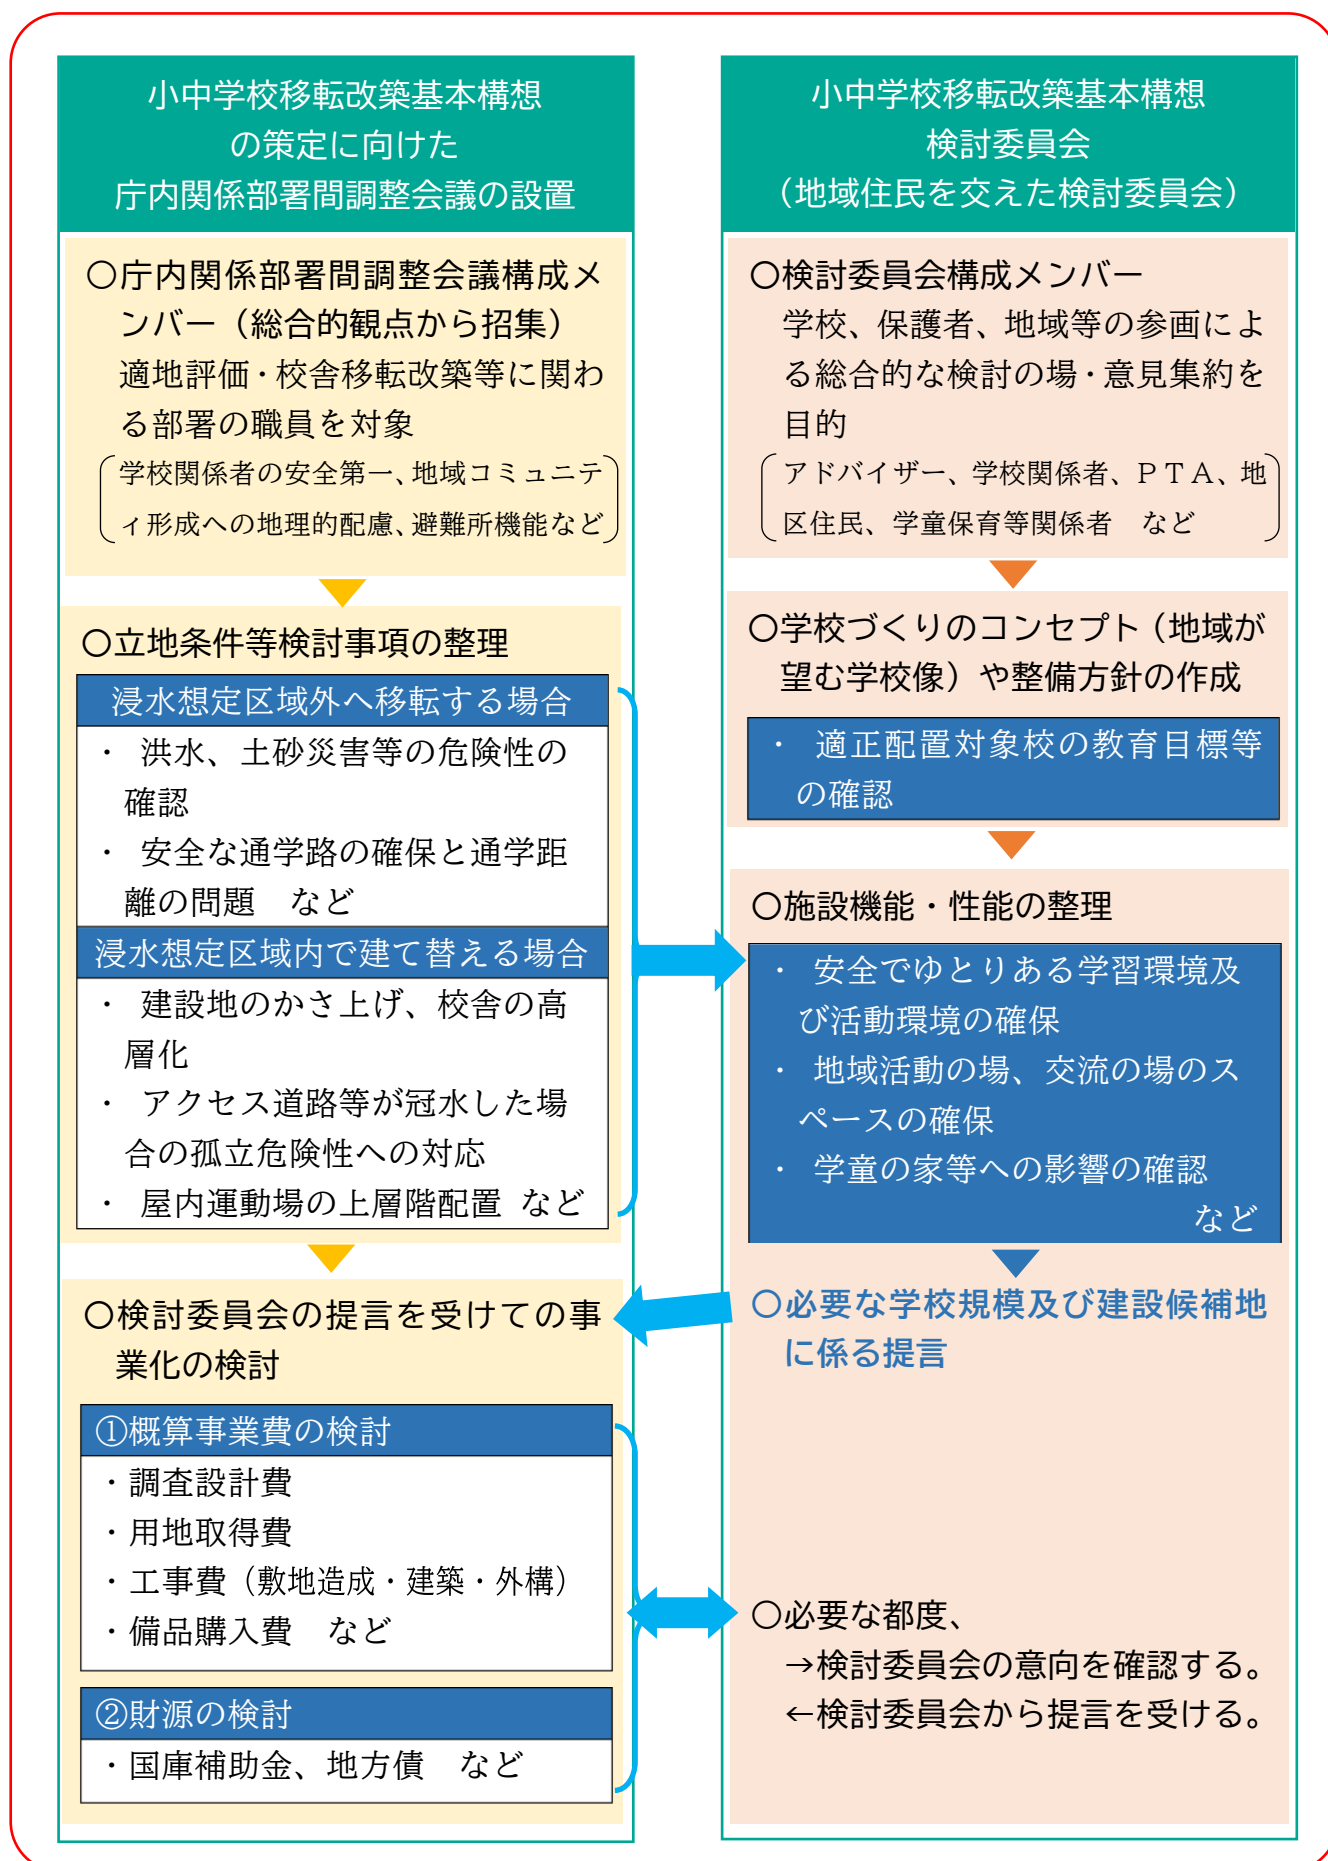 小中学校移転改築基本構想
の策定に向けた
庁内関係部署間調整会議の設置
〇庁内関係部署間調整会議構成メ
ンバー（総合的観点から招集）
適地評価・校舎移転改築等に関わ
る部署の職員を対象
学校関係者の安全第一、地域コミュニテ
ィ形成への地理的配慮、避難所機能など
〇立地条件等検討事項の整理
浸水想定区域外へ移転する場合
・ 洪水、土砂災害等の危険性の
確認
・ 安全な通学路の確保と通学距
離の問題　など
浸水想定区域内で建て替える場合
・ 建設地のかさ上げ、校舎の高
層化
・ アクセス道路等が冠水した場
合の孤立危険性への対応
・ 屋内運動場の上層階配置 など
〇検討委員会の提言を受けての事
業化の検討
①概算事業費の検討
・調査設計費
・用地取得費
・工事費（敷地造成・建築・外構）
・備品購入費　など
②財源の検討
・国庫補助金、地方債　など
小中学校移転改築基本構想
検討委員会
（地域住民を交えた検討委員会）
〇検討委員会構成メンバー
学校、保護者、地域等の参画によ
る総合的な検討の場・意見集約を
目的
アドバイザー、学校関係者、ＰＴＡ、地
区住民、学童保育等関係者　など
〇学校づくりのコンセプト（地域が
望む学校像）や整備方針の作成
・ 適正配置対象校の教育目標等
の確認
〇施設機能・性能の整理
・ 安全でゆとりある学習環境及
び活動環境の確保
・ 地域活動の場、交流の場のス
ペースの確保
・ 学童の家等への影響の確認
など
〇必要な学校規模及び建設候補地
に係る提言
〇必要な都度、
→検討委員会の意向を確認する。
←検討委員会から提言を受ける。